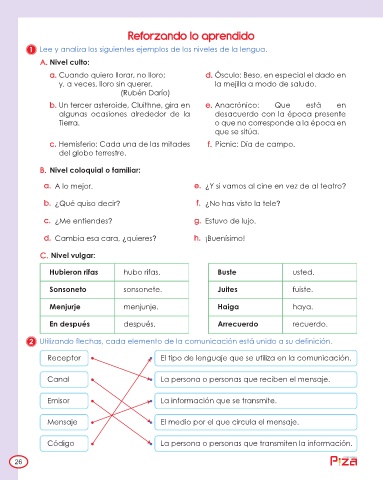 Reforzando lo aprendido
1 Lee y analiza los siguientes ejemplos de los niveles de la lengua.
A. Nivel culto:
a. Cuando quiero llorar, no lloro;
y, a veces, lloro sin querer.
(Rubén Darío)
b. Un tercer asteroide, Cluithne, gira en
algunas ocasiones alrededor de la
Tierra.
c. Hemisferio: Cada una de las mitades
del globo terrestre.
d. Ósculo: Beso, en especial el dado en
la mejilla a modo de saludo.
e. Anacrónico: Que está en
desacuerdo con la época presente
o que no corresponde a la época en
que se sitúa.
f. Picnic: Día de campo.
B. Nivel coloquial o familiar:
a. A lo mejor.
b. ¿Qué quiso decir?
c. ¿Me entiendes?
d. Cambia esa cara, ¿quieres?
e. ¿Y si vamos al cine en vez de al teatro?
f. ¿No has visto la tele?
g. Estuvo de lujo.
h. ¡Buenísimo!
C. Nivel vulgar:
Hubieron rifas hubo rifas.
Sonsoneto sonsonete.
Menjurje menjunje.
En después después.
Buste usted.
Juites fuiste.
Haiga haya.
Arrecuerdo recuerdo.
2 Utilizando flechas, cada elemento de la comunicación está unido a su definición.
Receptor El tipo de lenguaje que se utiliza en la comunicación.
Canal La persona o personas que reciben el mensaje.
Emisor La información que se transmite.
Mensaje El medio por el que circula el mensaje.
Código La persona o personas que transmiten la información.
26